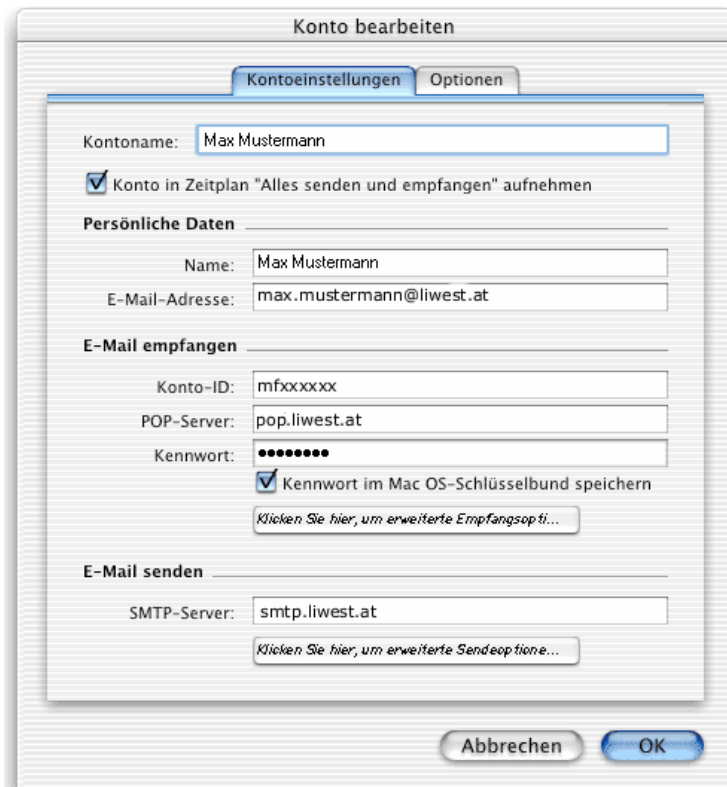 Konto bearbeiten
Kontoeinstellungen Optionen
Kontoname: Max Mustermann
Konto in Zeitplan "Alles senden und empfangen" aufnehmen
Persönliche Daten
Name: Max Mustermann
E-Mail-Adresse: max.mustermann@liwest.at
E-Mail empfangen
Konto-ID: mfxxxxxx
POP-Server: pop.liwest.at
Kennwort: ••••••••
Kennwort im Mac OS-Schlüsselbund speichern
Klicken Sie hier, um erweiterte Empfangsopti...
E-Mail senden
SMTP-Server: smtp.liwest.at
Klicken Sie hier, um erweiterte Sendeoptione...
Abbrechen OK